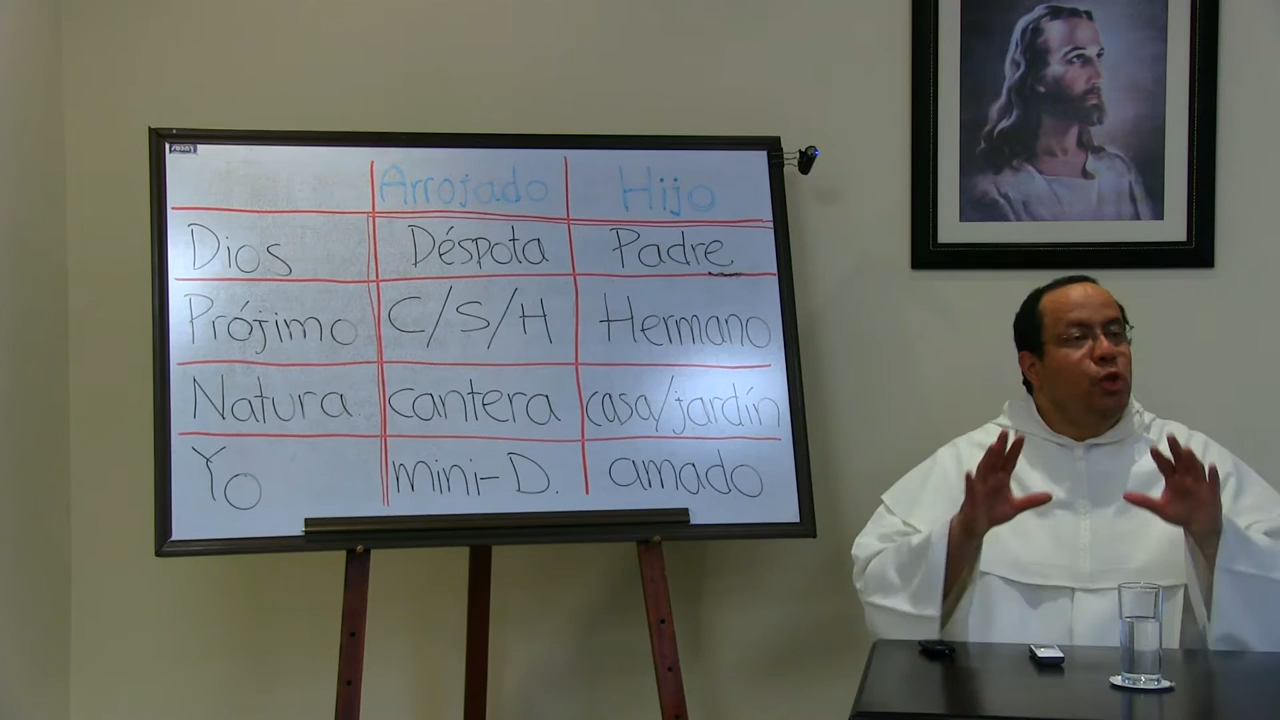 Arrojado Hijo
Dios Déspota Padre
Prójimo C/S/H Hermano
Natura. cantera casa/jardín
Yo mini-D. amado